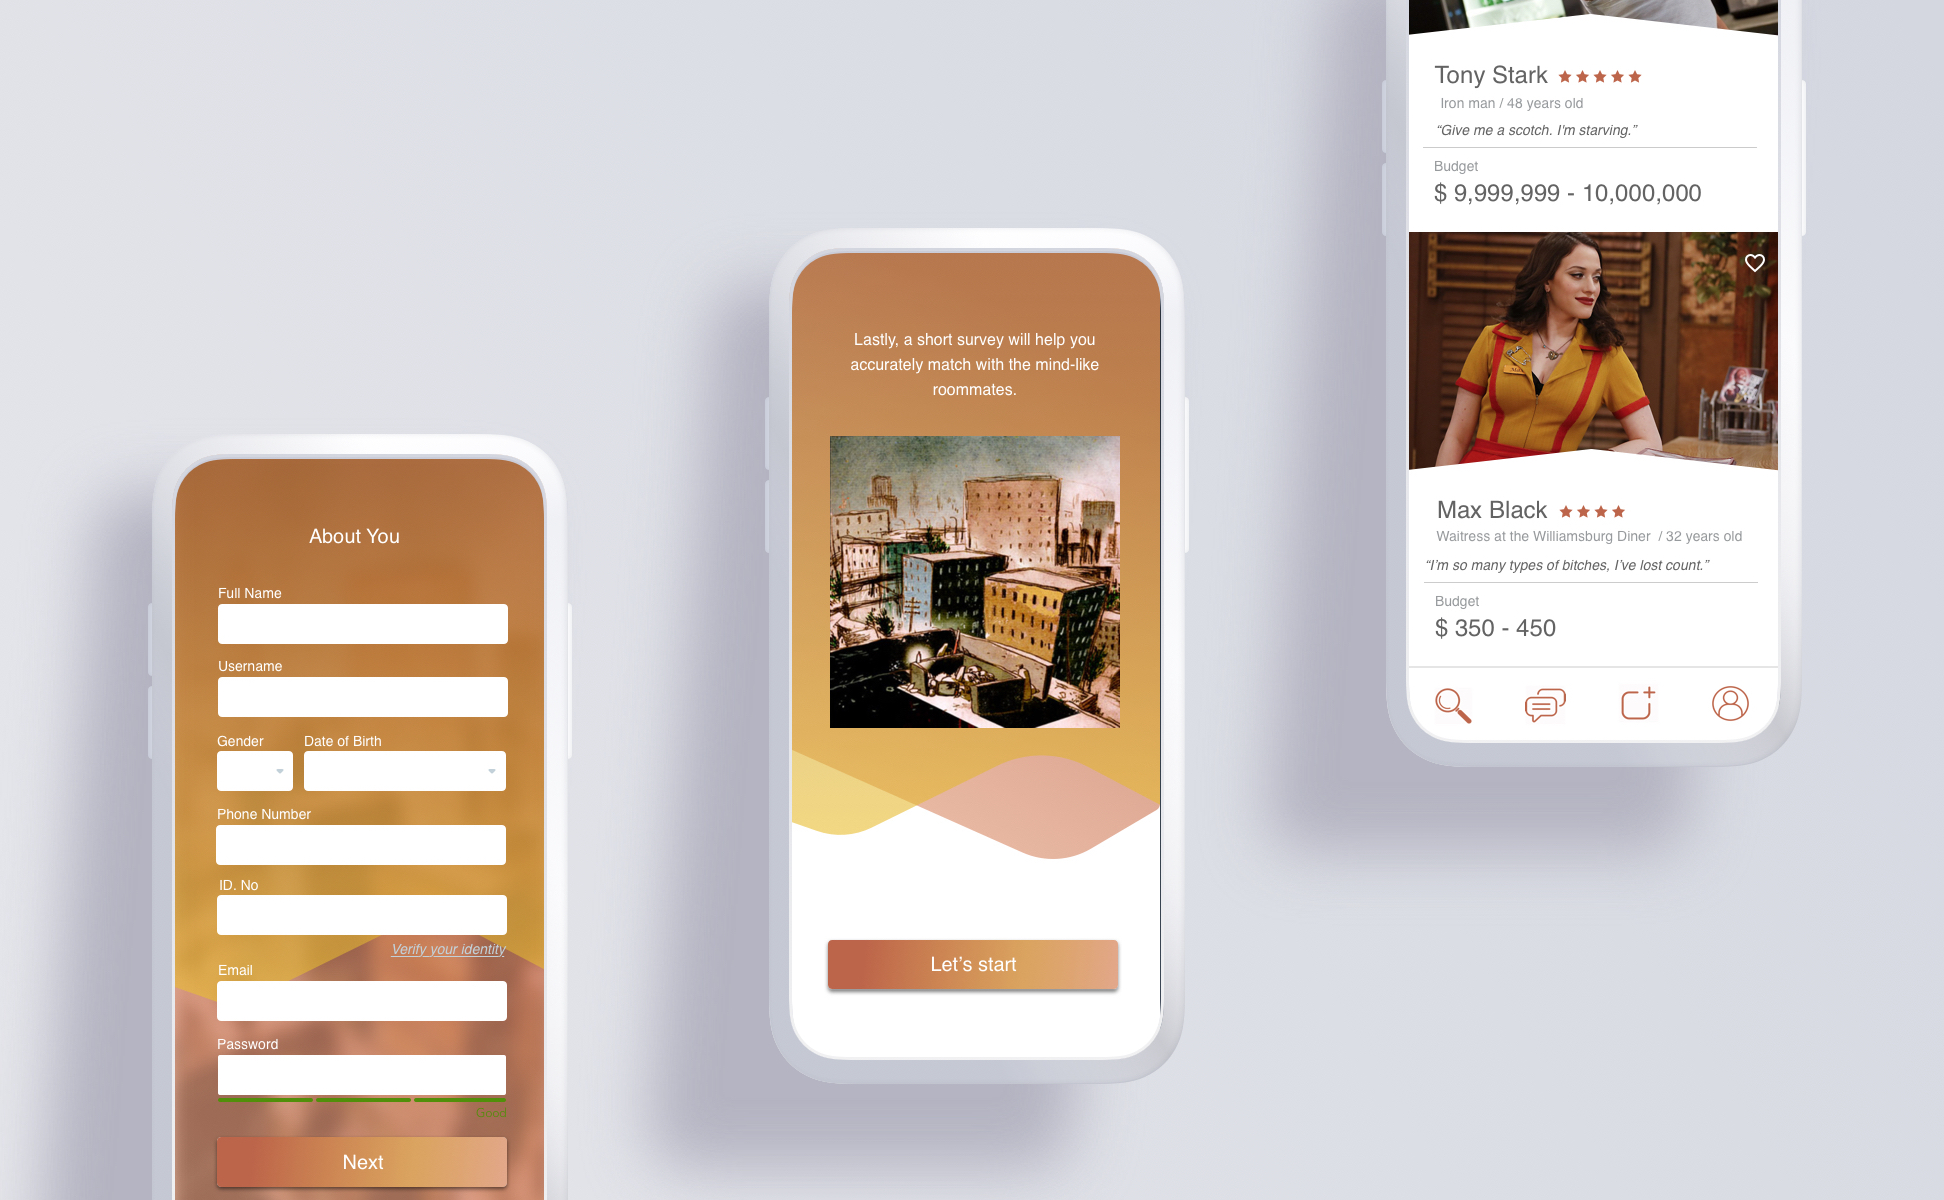 About You
Full Name
Username
Gender Date of Birth
Phone Number
ID. No
Verify your identity
Email
Password
Good
Next
Lastly, a short survey will help you
accurately match with the mind-like
roommates.
Let's start
Tony Stark
Iron man / 48 years old
“Give me a scotch. I'm starving.”
Budget
$ 9,999,999 - 10,000,000
Max Black
Waitress at the Williamsburg Diner / 32 years old
“I'm so many types of bitches, I've lost count.”
Budget
$ 350 - 450